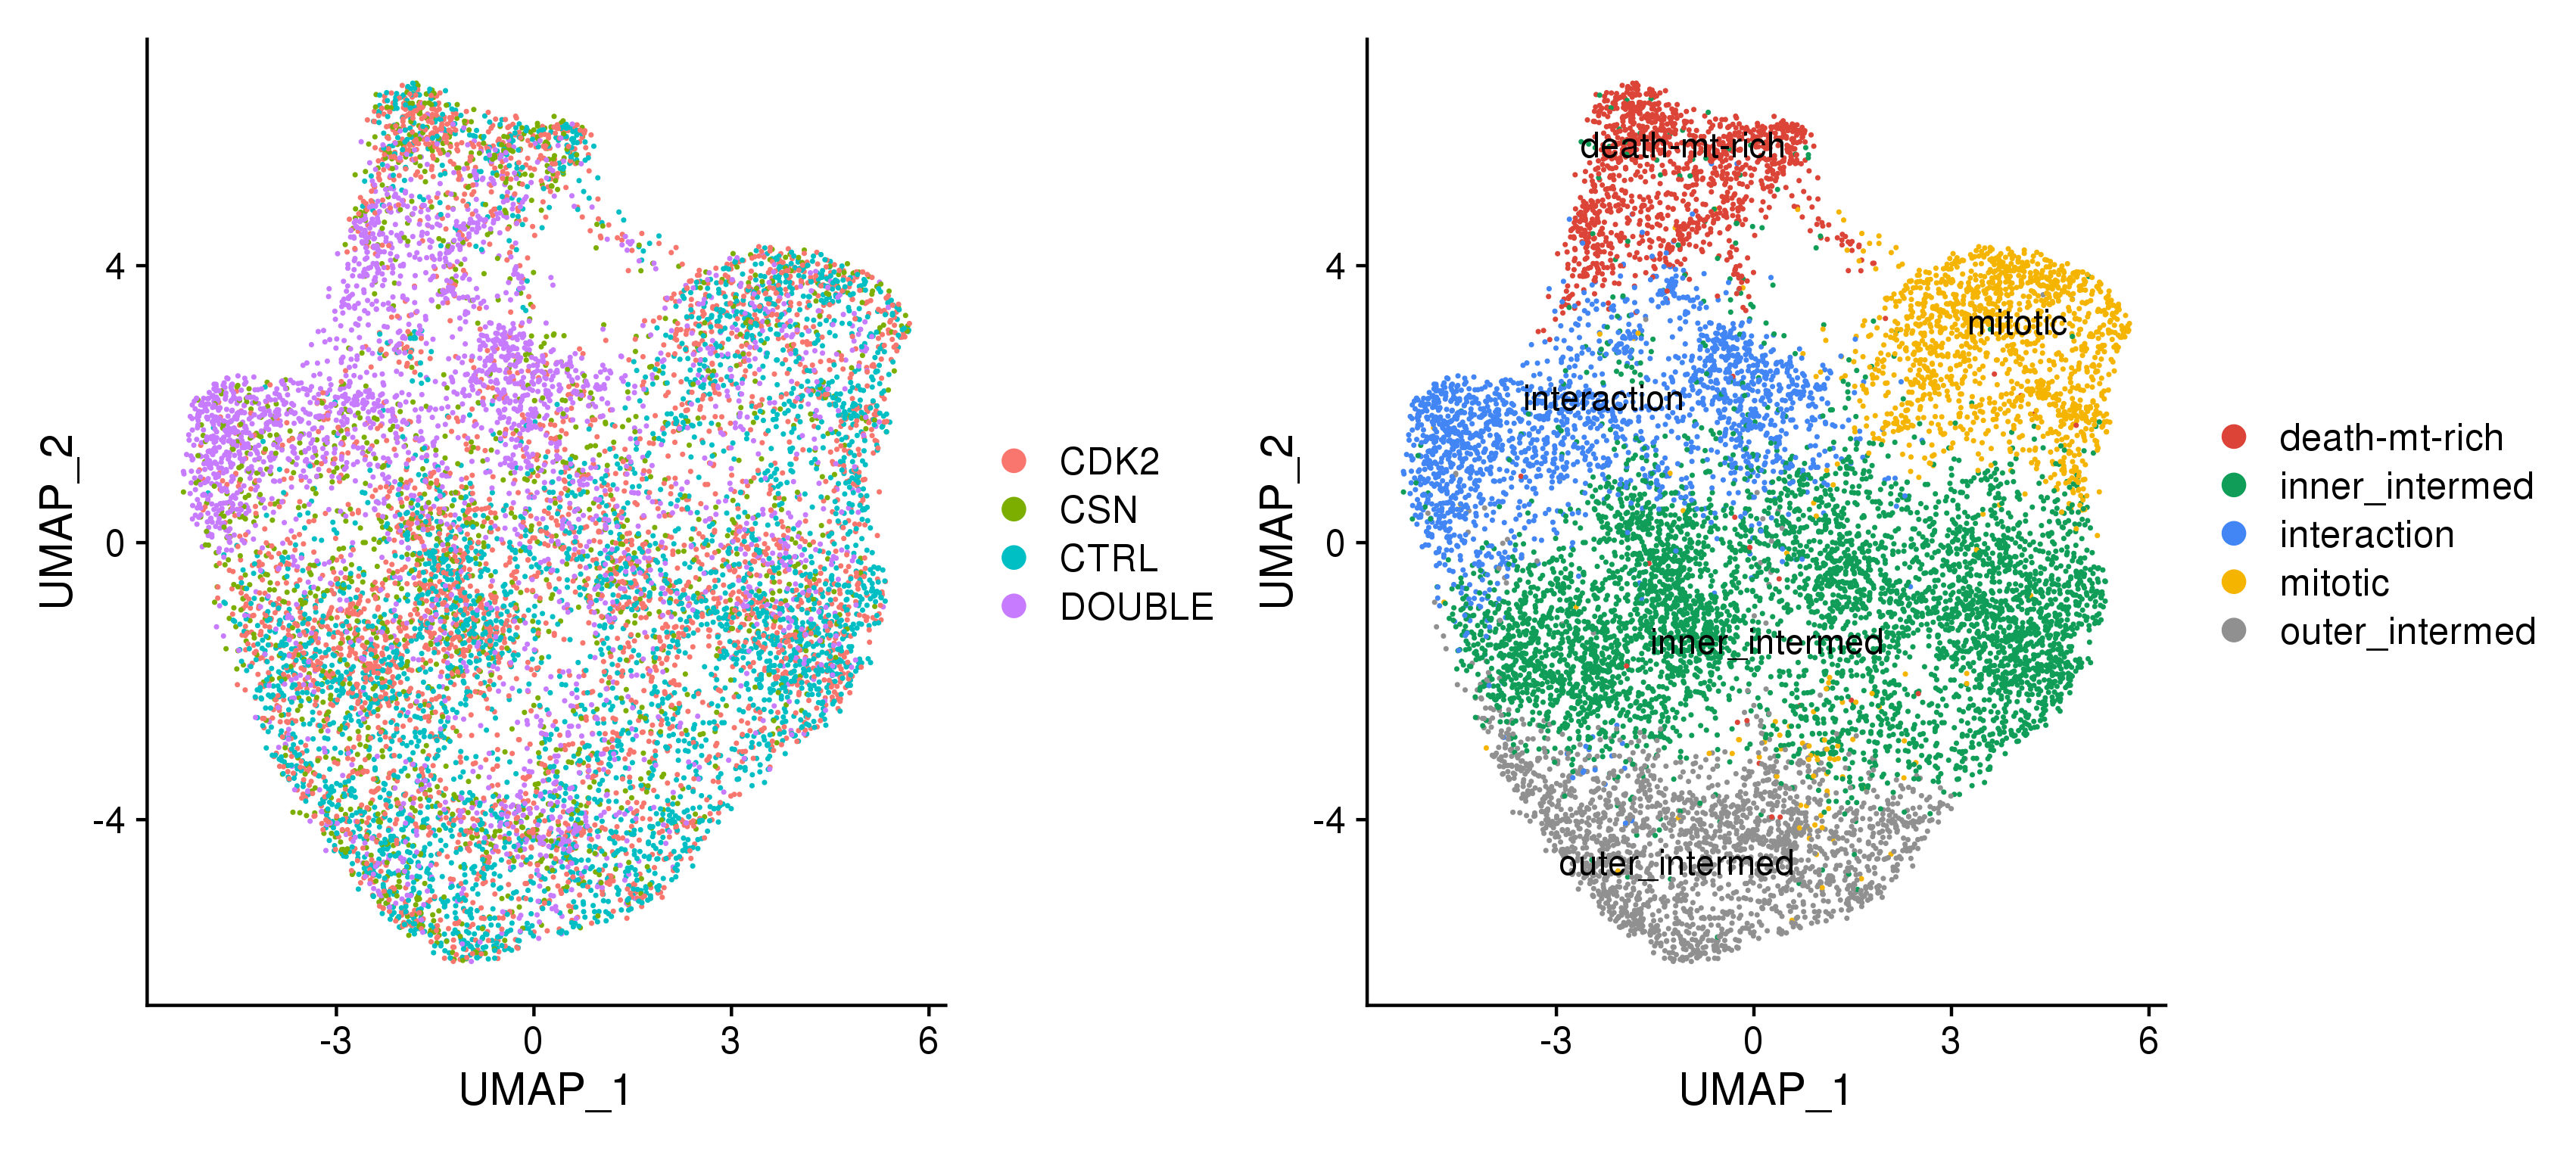 4
0
-4
-3
0
3
6
UMAP_1
UMAP_2
CDK2
CSN
CTRL
DOUBLE
death-mt-rich
mitotic
interaction
inner_intermed
outer_intermed
4
0
-4
-3
0
3
6
UMAP_1
UMAP_2
death-mt-rich
inner_intermed
interaction
mitotic
outer_intermed